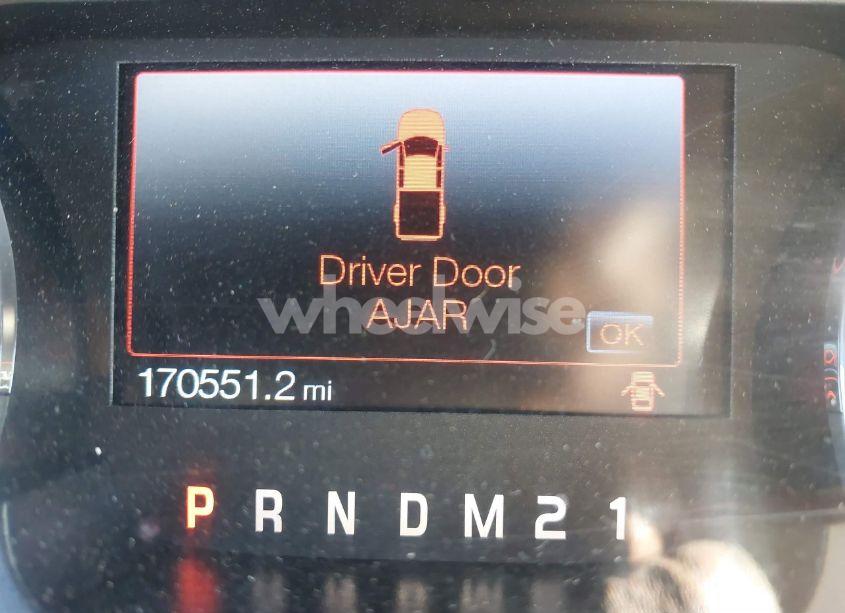 Driver Door
AJAR
wheelwise
OK
170551.2 mi
P R N D M 2 1